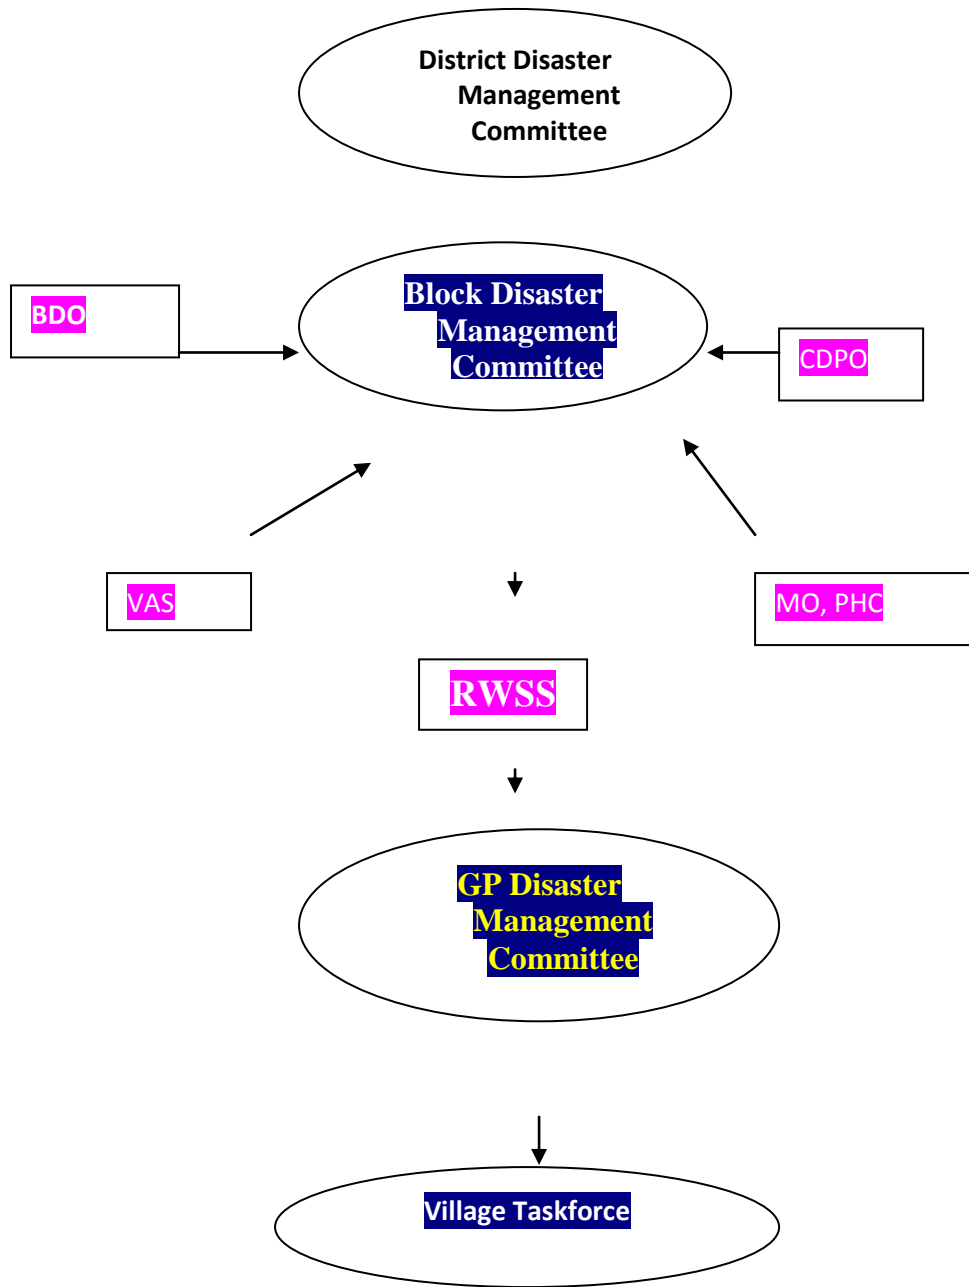 District Disaster
Management
Committee
Block Disaster
Management
Committee
BDO
CDPO
VAS
MO, PHC
RWSS
GP Disaster
Management
Committee
Village Taskforce